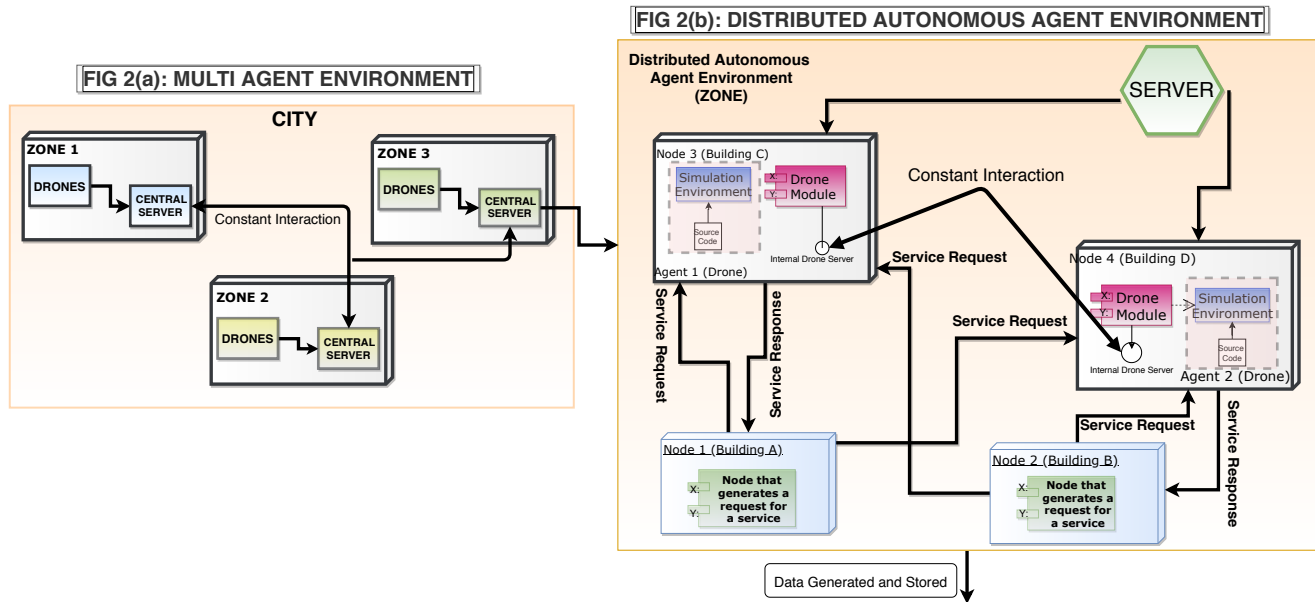 FIG 2(a): MULTI AGENT ENVIRONMENT
CITY
ZONE 1
DRONES
CENTRAL
SERVER
Constant Interaction
ZONE 3
DRONES
CENTRAL
SERVER
ZONE 2
DRONES
CENTRAL
SERVER
FIG 2(b): DISTRIBUTED AUTONOMOUS AGENT ENVIRONMENT
Distributed Autonomous
Agent Environment
(ZONE)
SERVER
Node 3 (Building C)
Simulation
Environment
Source
Code
X:
Y:
Drone
Module
Internal Drone Server
Agent 1 (Drone)
Constant Interaction
Node 4 (Building D)
X:
Y:
Drone
Module
Internal Drone Server
Simulation
Environment
Source
Code
Agent 2 (Drone)
Service Request
Service Response
Service Request
Service Request
Service Request
Service Response
Node 1 (Building A)
X:
Y:
Node that
generates a
request for
a service
Node 2 (Building B)
X:
Y:
Node that
generates a
request for
a service
Data Generated and Stored